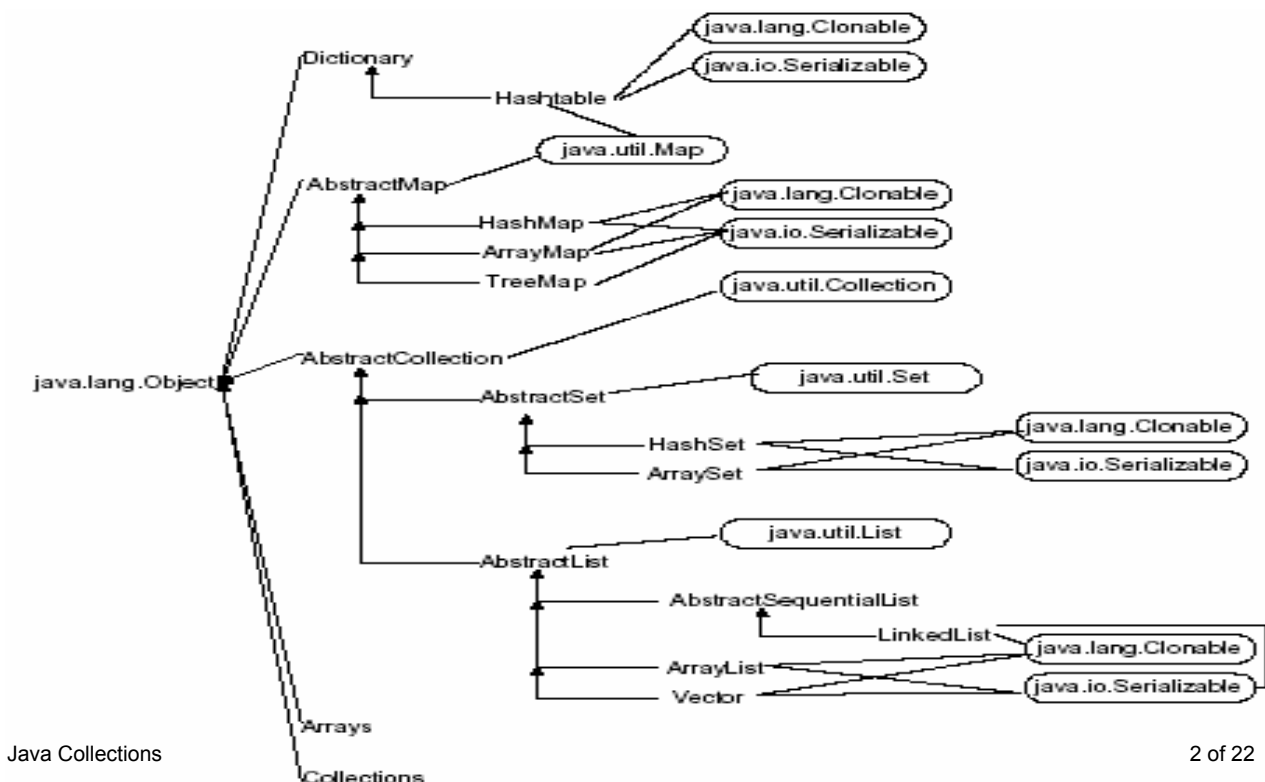 java.lang.Clonable
Dictionary
java.io.Serializable
Hashtable
java.util.Map
AbstractMap
java.lang.Clonable
HashMap
java.io.Serializable
ArrayMap
TreeMap
java.util.Collection
AbstractCollection
java.lang.Object
java.util.Set
AbstractSet
java.lang.Clonable
HashSet
java.io.Serializable
ArraySet
java.util.List
AbstractList
AbstractSequentialList
LinkedList
java.lang.Clonable
ArrayList
java.io.Serializable
Vector
Arrays
Java Collections
2 of 22
Collections